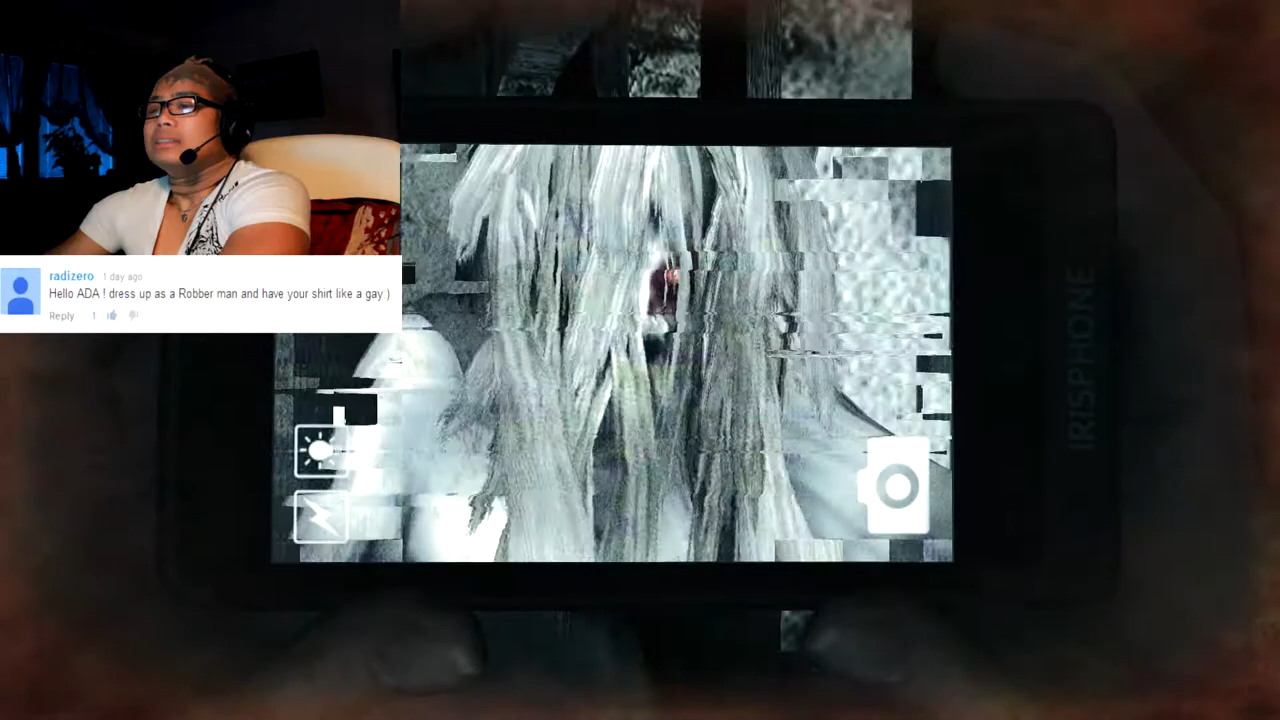 radizero 1 day ago
Hello ADA ! dress up as a Robber man and have your shirt like a gay )
Reply 1
IRISPHONE